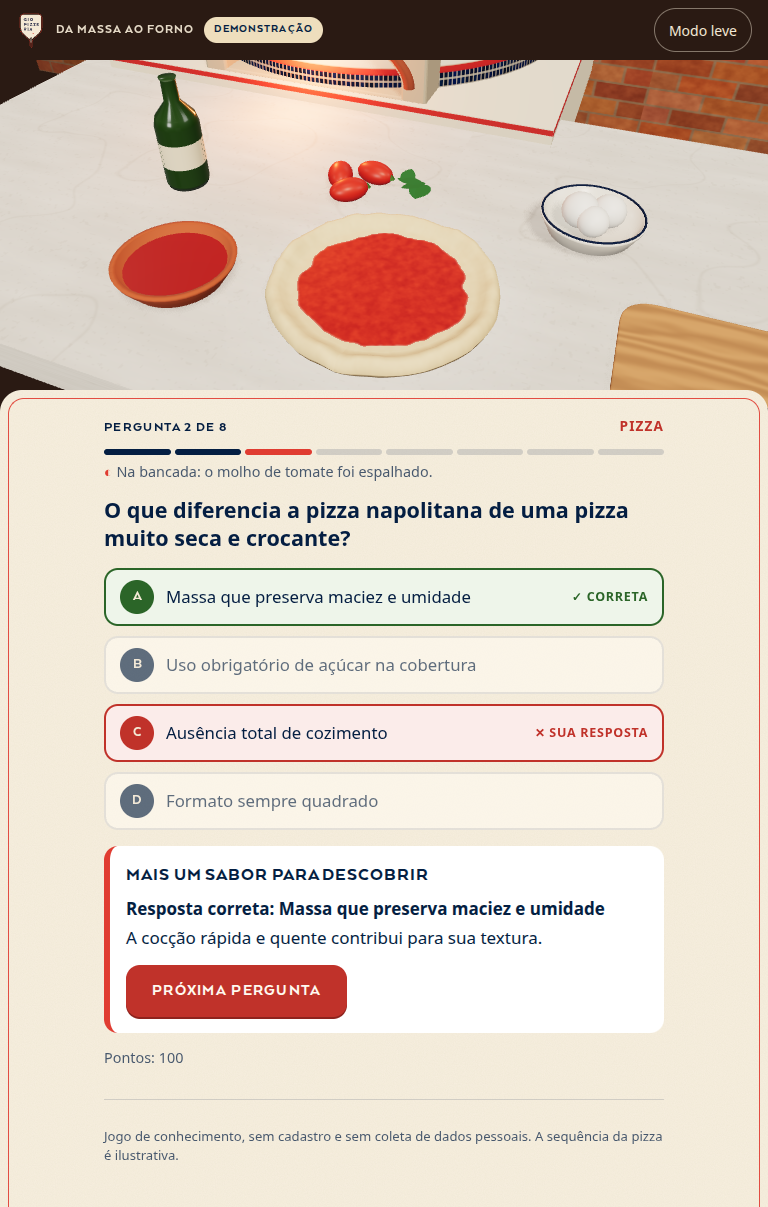 GIO
PIZZE
RIA
DA MASSA AO FORNO
DEMONSTRAÇÃO
Modo leve
PERGUNTA 2 DE 8
PIZZA
Na bancada: o molho de tomate foi espalhado.
O que diferencia a pizza napolitana de uma pizza
muito seca e crocante?
A Massa que preserva maciez e umidade ✓ CORRETA
B Uso obrigatório de açúcar na cobertura
C Ausência total de cozimento ✕ SUA RESPOSTA
D Formato sempre quadrado
MAIS UM SABOR PARA DESCOBRIR
Resposta correta: Massa que preserva maciez e umidade
A cocção rápida e quente contribui para sua textura.
PRÓXIMA PERGUNTA
Pontos: 100
Jogo de conhecimento, sem cadastro e sem coleta de dados pessoais. A sequência da pizza
é ilustrativa.